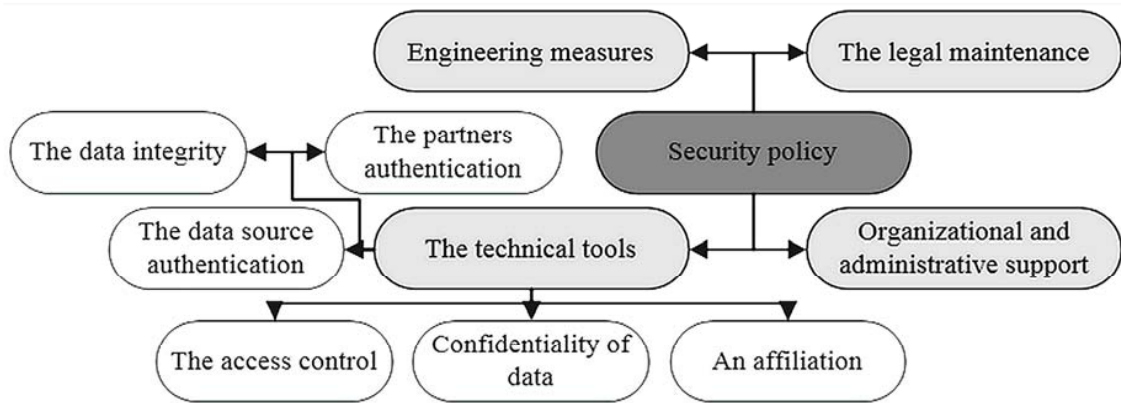 Engineering measures
The legal maintenance
The data integrity
The partners
authentication
Security policy
The data source
authentication
The technical tools
Organizational and
administrative support
The access control
Confidentiality of
data
An affiliation